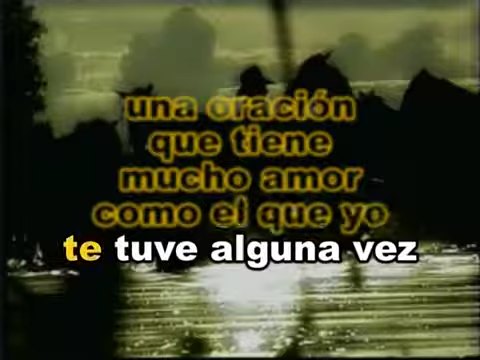 una oración
que tiene
mucho amor
como el que yo
te tuve alguna vez